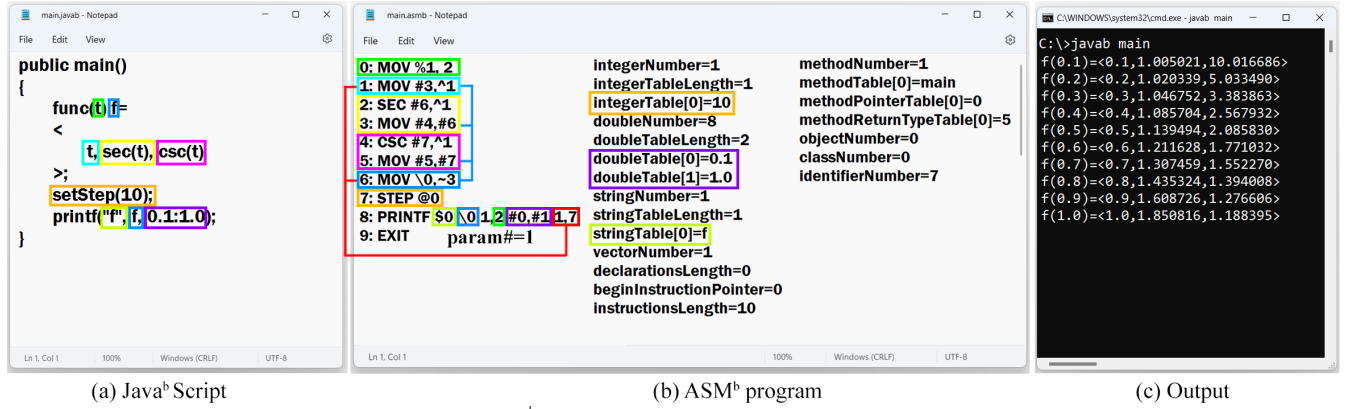 main.javab - Notepad
File Edit View
public main()
{
func(t) f=
<
t, sec(t), csc(t)
>;
setStep(10);
printf("f", f, 0.1:1.0);
}
Ln 1, Col 1 100% Windows (CRLF) UTF-8
(a) Javaᵇ Script
main.asmb - Notepad
File Edit View
0: MOV %1, 2
1: MOV #3,^1
2: SEC #6,^1
3: MOV #4,#6
4: CSC #7,^1
5: MOV #5,#7
6: MOV \0,~3
7: STEP @0
8: PRINTF $0 \0 1,2 #0,#1 1,7
9: EXIT
param#=1
integerNumber=1
integerTableLength=1
integerTable[0]=10
doubleNumber=8
doubleTableLength=2
doubleTable[0]=0.1
doubleTable[1]=1.0
stringNumber=1
stringTableLength=1
stringTable[0]=f
vectorNumber=1
declarationsLength=0
beginInstructionPointer=0
instructionsLength=10
methodNumber=1
methodTable[0]=main
methodPointerTable[0]=0
methodReturnTypeTable[0]=5
objectNumber=0
classNumber=0
identifierNumber=7
Ln 1, Col 1 100% Windows (CRLF) UTF-8
(b) ASMᵇ program
C:\WINDOWS\system32\cmd.exe - javab main
C:\>javab main
f(0.1)=<0.1,1.005021,10.016686>
f(0.2)=<0.2,1.020339,5.033490>
f(0.3)=<0.3,1.046752,3.383863>
f(0.4)=<0.4,1.085704,2.567932>
f(0.5)=<0.5,1.139494,2.085830>
f(0.6)=<0.6,1.211628,1.771032>
f(0.7)=<0.7,1.307459,1.552270>
f(0.8)=<0.8,1.435324,1.394008>
f(0.9)=<0.9,1.608726,1.276606>
f(1.0)=<1.0,1.850816,1.188395>
(c) Output